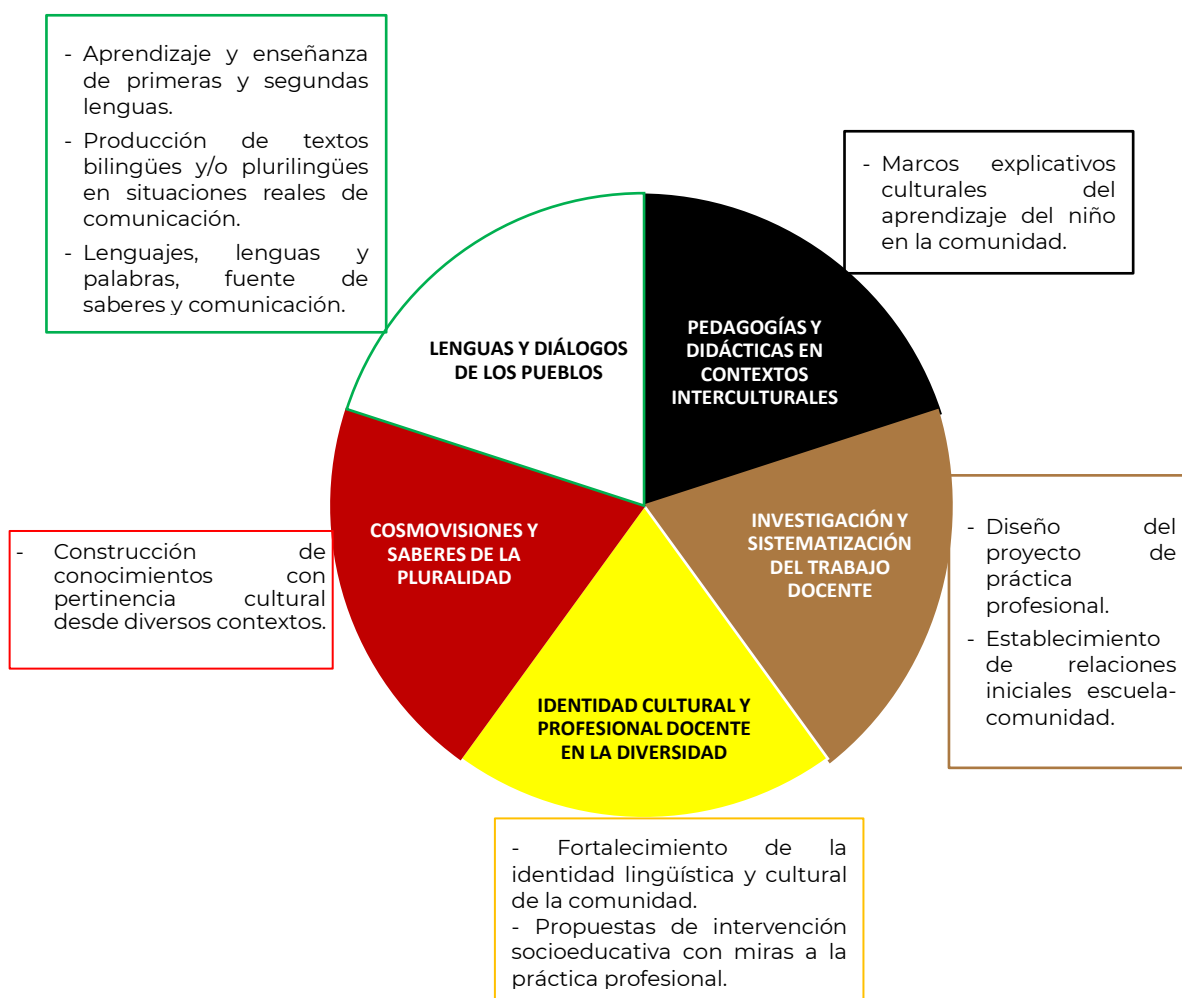 - Aprendizaje y enseñanza
de primeras y segundas
lenguas.
- Producción de textos
bilingües y/o plurilingües
en situaciones reales de
comunicación.
- Lenguajes, lenguas y
palabras, fuente de
saberes y comunicación.
- Marcos explicativos
culturales del
aprendizaje del niño
en la comunidad.
LENGUAS Y DIÁLOGOS
DE LOS PUEBLOS
PEDAGOGÍAS Y
DIDÁCTICAS EN
CONTEXTOS
INTERCULTURALES
COSMOVISIONES Y
SABERES DE LA
PLURALIDAD
INVESTIGACIÓN Y
SISTEMATIZACIÓN
DEL TRABAJO
DOCENTE
- Construcción de
conocimientos con
pertinencia cultural
desde diversos contextos.
- Diseño del
proyecto de
práctica
profesional.
- Establecimiento
de relaciones
iniciales escuela-
comunidad.
IDENTIDAD CULTURAL Y
PROFESIONAL DOCENTE
EN LA DIVERSIDAD
- Fortalecimiento de la
identidad lingüística y cultural
de la comunidad.
- Propuestas de intervención
socioeducativa con miras a la
práctica profesional.